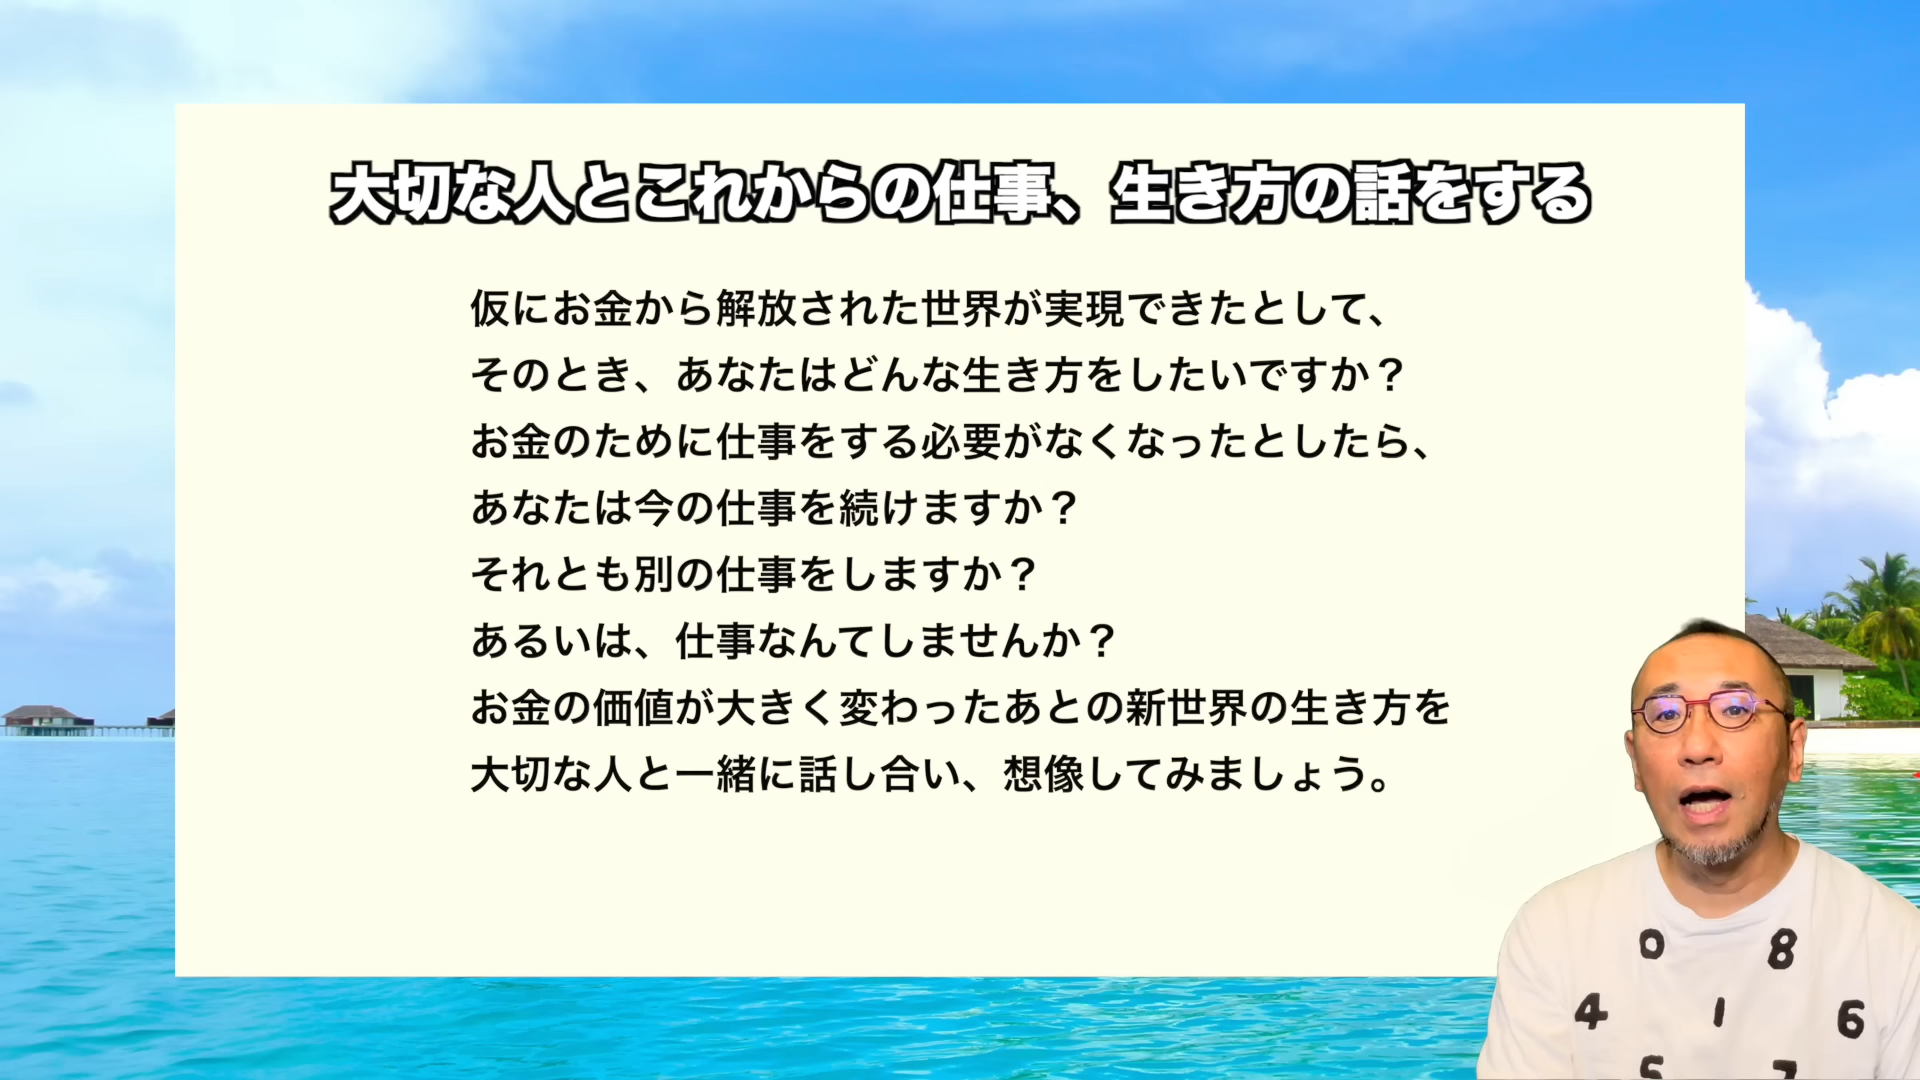 大切な人とこれからの仕事、生き方の話をする
仮にお金から解放された世界が実現できたとして、
そのとき、あなたはどんな生き方をしたいですか？
お金のために仕事をする必要がなくなったとしたら、
あなたは今の仕事を続けますか？
それとも別の仕事をしますか？
あるいは、仕事なんてしませんか？
お金の価値が大きく変わったあとの新世界の生き方を
大切な人と一緒に話し合い、想像してみましょう。
0 8
4 1 6
5 7